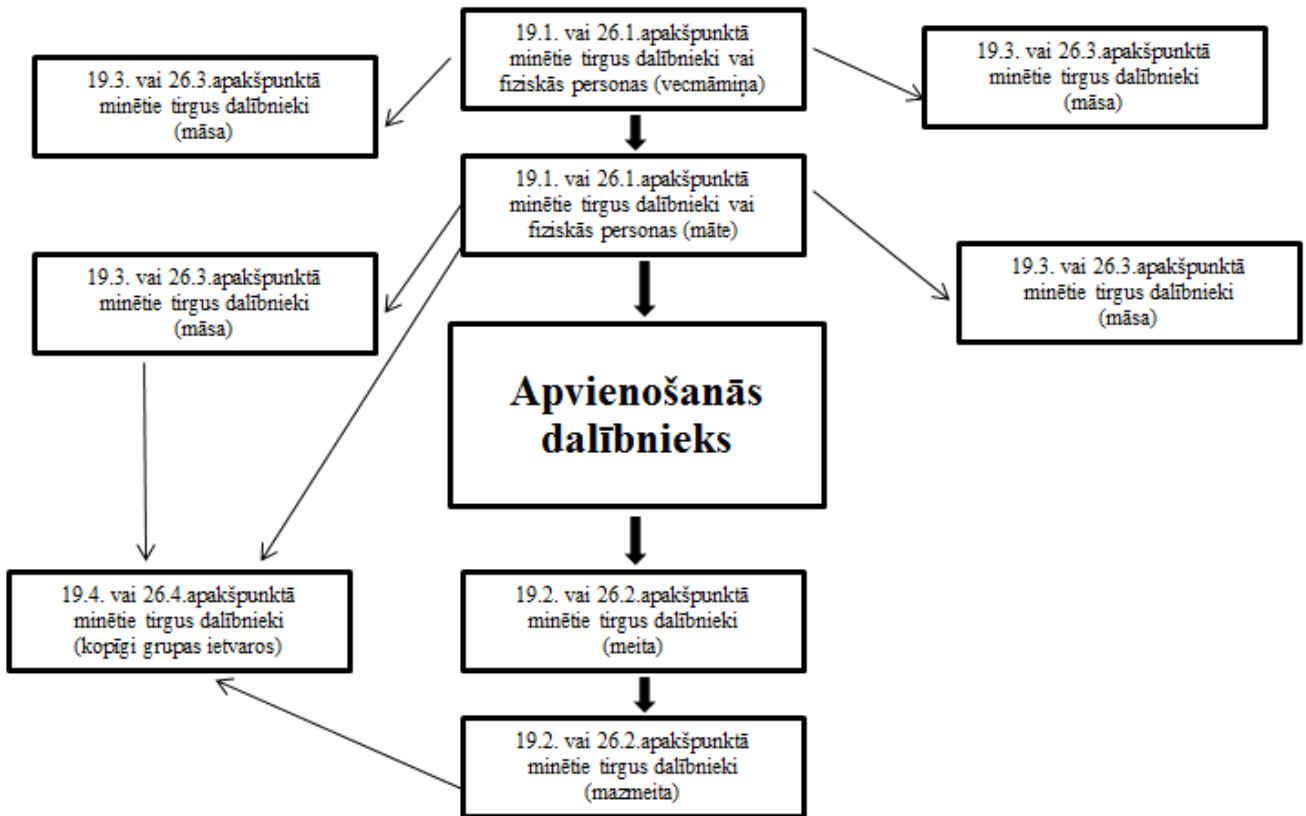 19.1. vai 26.1.apakšpunktā
minētie tirgus dalībnieki vai
fiziskās personas (vecmāmiņa)
19.3. vai 26.3.apakšpunktā
minētie tirgus dalībnieki
(māsa)
19.3. vai 26.3.apakšpunktā
minētie tirgus dalībnieki
(māsa)
19.1. vai 26.1.apakšpunktā
minētie tirgus dalībnieki vai
fiziskās personas (māte)
19.3. vai 26.3.apakšpunktā
minētie tirgus dalībnieki
(māsa)
19.3. vai 26.3.apakšpunktā
minētie tirgus dalībnieki
(māsa)
Apvienošanās
dalībnieks
19.4. vai 26.4.apakšpunktā
minētie tirgus dalībnieki
(kopīgi grupas ietvaros)
19.2. vai 26.2.apakšpunktā
minētie tirgus dalībnieki
(meita)
19.2. vai 26.2.apakšpunktā
minētie tirgus dalībnieki
(mazmeita)